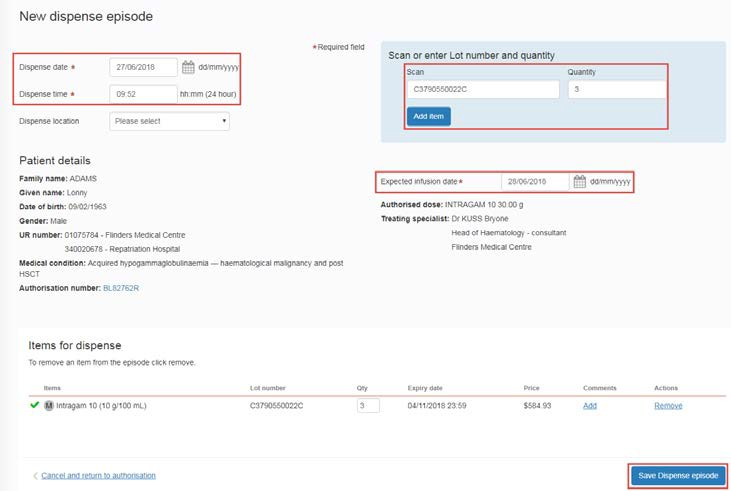 New dispense episode
*Required field
Dispense date * 27/06/2018 dd/mm/yyyy
Dispense time * 09:52 hh:mm (24 hour)
Dispense location Please select
Scan or enter Lot number and quantity
Scan Quantity
C3790550022C 3
Add item
Patient details
Family name: ADAMS
Given name: Lonny
Date of birth: 09/02/1963
Gender: Male
UR number: 01075784 - Flinders Medical Centre
340020678 - Repatriation Hospital
Medical condition: Acquired hypogammaglobulinaemia — haematological malignancy and post
HSCT
Authorisation number: BL82762R
Expected infusion date* 28/06/2018 dd/mm/yyyy
Authorised dose: INTRAGAM 10 30.00 g
Treating specialist: Dr KUSS Bryone
Head of Haematology - consultant
Flinders Medical Centre
Items for dispense
To remove an item from the episode click remove.
Items Lot number Qty Expiry date Price Comments Actions
M Intragam 10 (10 g/100 mL) C3790550022C 3 04/11/2018 23:59 $584.93 Add Remove
Cancel and return to authorisation
Save Dispense episode